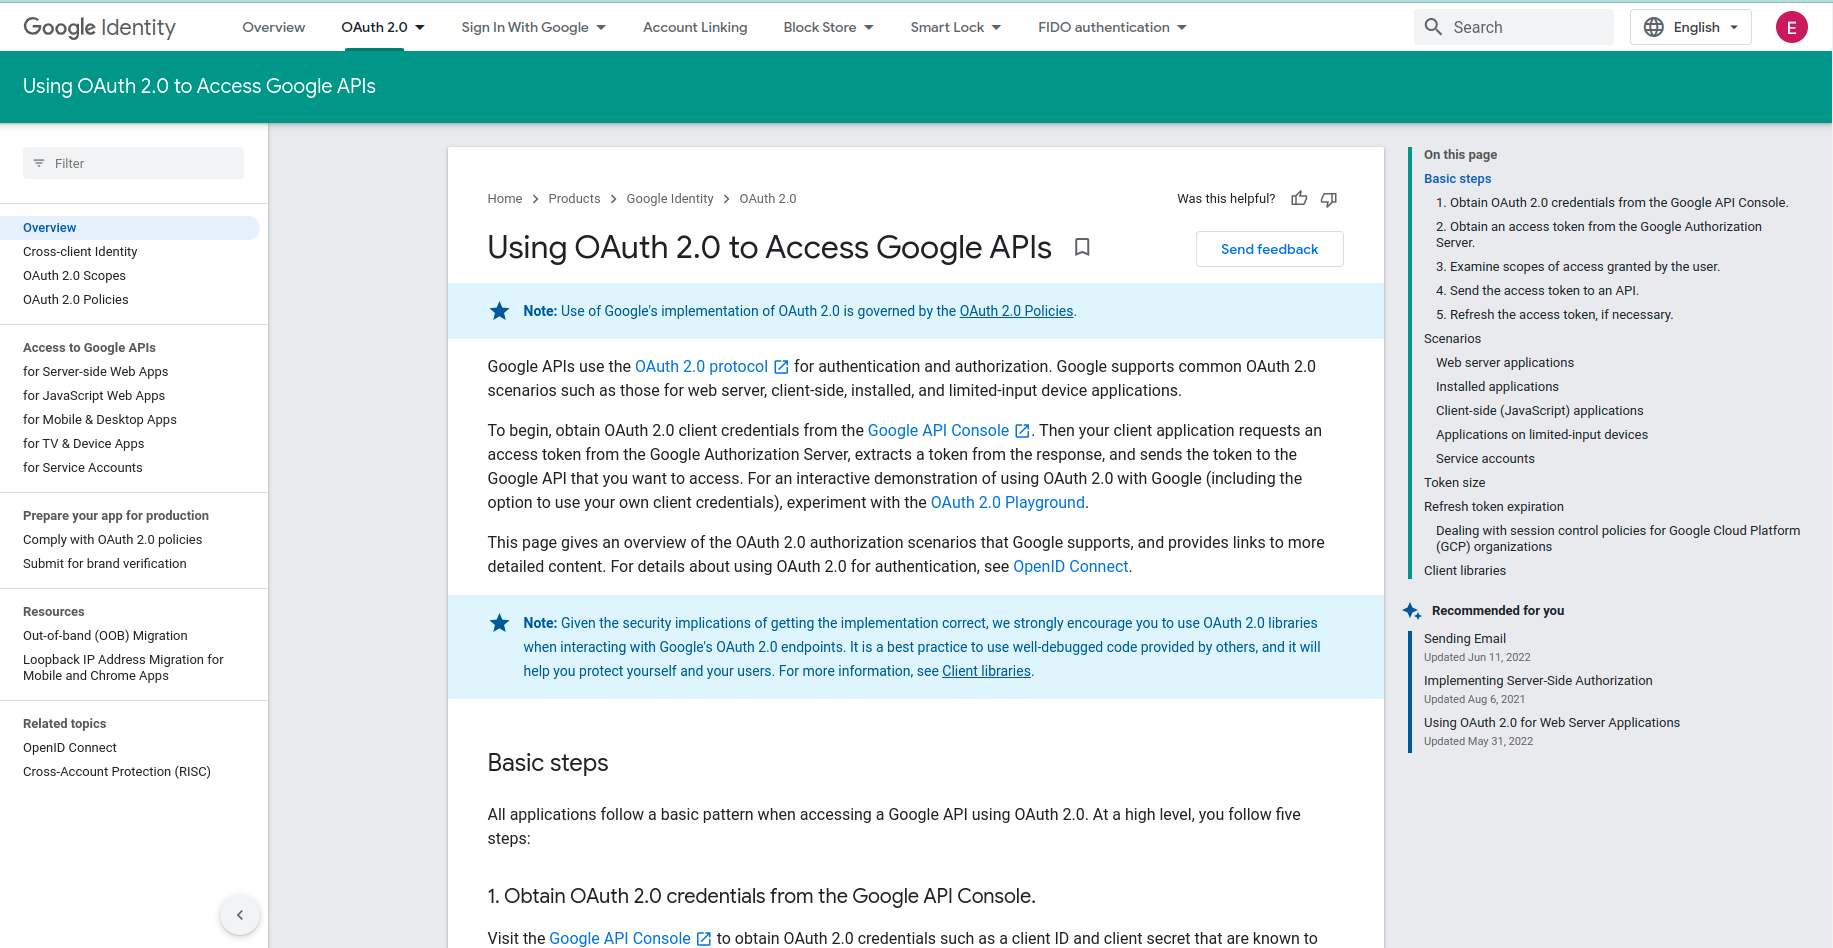 Google Identity
Overview
OAuth 2.0
Sign In With Google
Account Linking
Block Store
Smart Lock
FIDO authentication
Search
English
E
Using OAuth 2.0 to Access Google APIs
Filter
Overview
Cross-client Identity
OAuth 2.0 Scopes
OAuth 2.0 Policies
Access to Google APIs
for Server-side Web Apps
for JavaScript Web Apps
for Mobile & Desktop Apps
for TV & Device Apps
for Service Accounts
Prepare your app for production
Comply with OAuth 2.0 policies
Submit for brand verification
Resources
Out-of-band (OOB) Migration
Loopback IP Address Migration for
Mobile and Chrome Apps
Related topics
OpenID Connect
Cross-Account Protection (RISC)
Home > Products > Google Identity > OAuth 2.0
Was this helpful?
Using OAuth 2.0 to Access Google APIs
Send feedback
Note: Use of Google's implementation of OAuth 2.0 is governed by the OAuth 2.0 Policies.
Google APIs use the OAuth 2.0 protocol for authentication and authorization. Google supports common OAuth 2.0
scenarios such as those for web server, client-side, installed, and limited-input device applications.
To begin, obtain OAuth 2.0 client credentials from the Google API Console. Then your client application requests an
access token from the Google Authorization Server, extracts a token from the response, and sends the token to the
Google API that you want to access. For an interactive demonstration of using OAuth 2.0 with Google (including the
option to use your own client credentials), experiment with the OAuth 2.0 Playground.
This page gives an overview of the OAuth 2.0 authorization scenarios that Google supports, and provides links to more
detailed content. For details about using OAuth 2.0 for authentication, see OpenID Connect.
Note: Given the security implications of getting the implementation correct, we strongly encourage you to use OAuth 2.0 libraries
when interacting with Google's OAuth 2.0 endpoints. It is a best practice to use well-debugged code provided by others, and it will
help you protect yourself and your users. For more information, see Client libraries.
Basic steps
All applications follow a basic pattern when accessing a Google API using OAuth 2.0. At a high level, you follow five
steps:
1. Obtain OAuth 2.0 credentials from the Google API Console.
Visit the Google API Console to obtain OAuth 2.0 credentials such as a client ID and client secret that are known to
On this page
Basic steps
1. Obtain OAuth 2.0 credentials from the Google API Console.
2. Obtain an access token from the Google Authorization
Server.
3. Examine scopes of access granted by the user.
4. Send the access token to an API.
5. Refresh the access token, if necessary.
Scenarios
Web server applications
Installed applications
Client-side (JavaScript) applications
Applications on limited-input devices
Service accounts
Token size
Refresh token expiration
Dealing with session control policies for Google Cloud Platform
(GCP) organizations
Client libraries
Recommended for you
Sending Email
Updated Jun 11, 2022
Implementing Server-Side Authorization
Updated Aug 6, 2021
Using OAuth 2.0 for Web Server Applications
Updated May 31, 2022